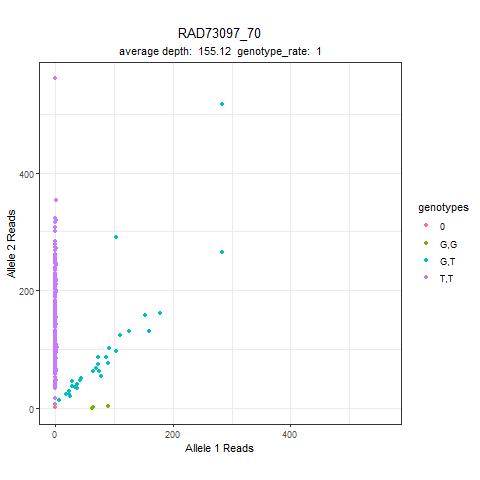 RAD73097_70
average depth:  155.12  genotype_rate:  1
Allele 2 Reads
400
200
0
0
200
400
Allele 1 Reads
genotypes
0
G,G
G,T
T,T